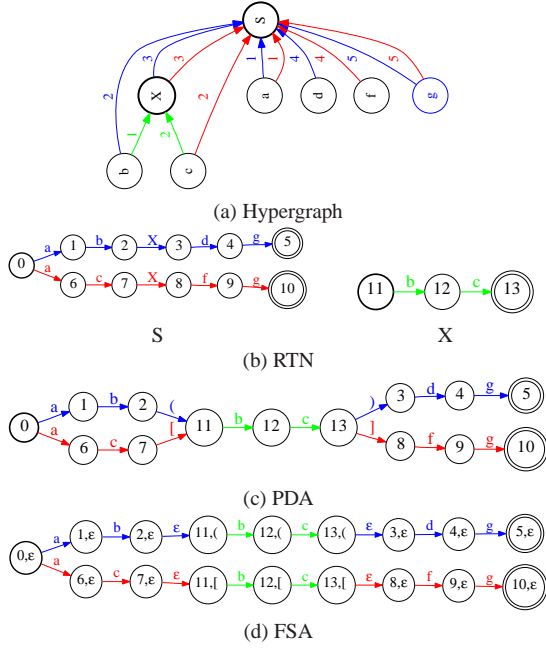 S
2 3 3 1 1 4 4 5 5
X a d f g
2
1 2
b c
(a) Hypergraph
a 1 b 2 X 3 d 4 g 5
0
a 6 c 7 X 8 f 9 g 10
11 b 12 c 13
S X
(b) RTN
a 1 b 2 ( ) 3 d 4 g 5
0 11 b 12 c 13
a 6 c 7 [ ] 8 f 9 g 10
(c) PDA
a 1,ε b 2,ε ε 11,( b 12,( c 13,( ε 3,ε d 4,ε g 5,ε
0,ε
a 6,ε c 7,ε ε 11,[ b 12,[ c 13,[ ε 8,ε f 9,ε g 10,ε
(d) FSA